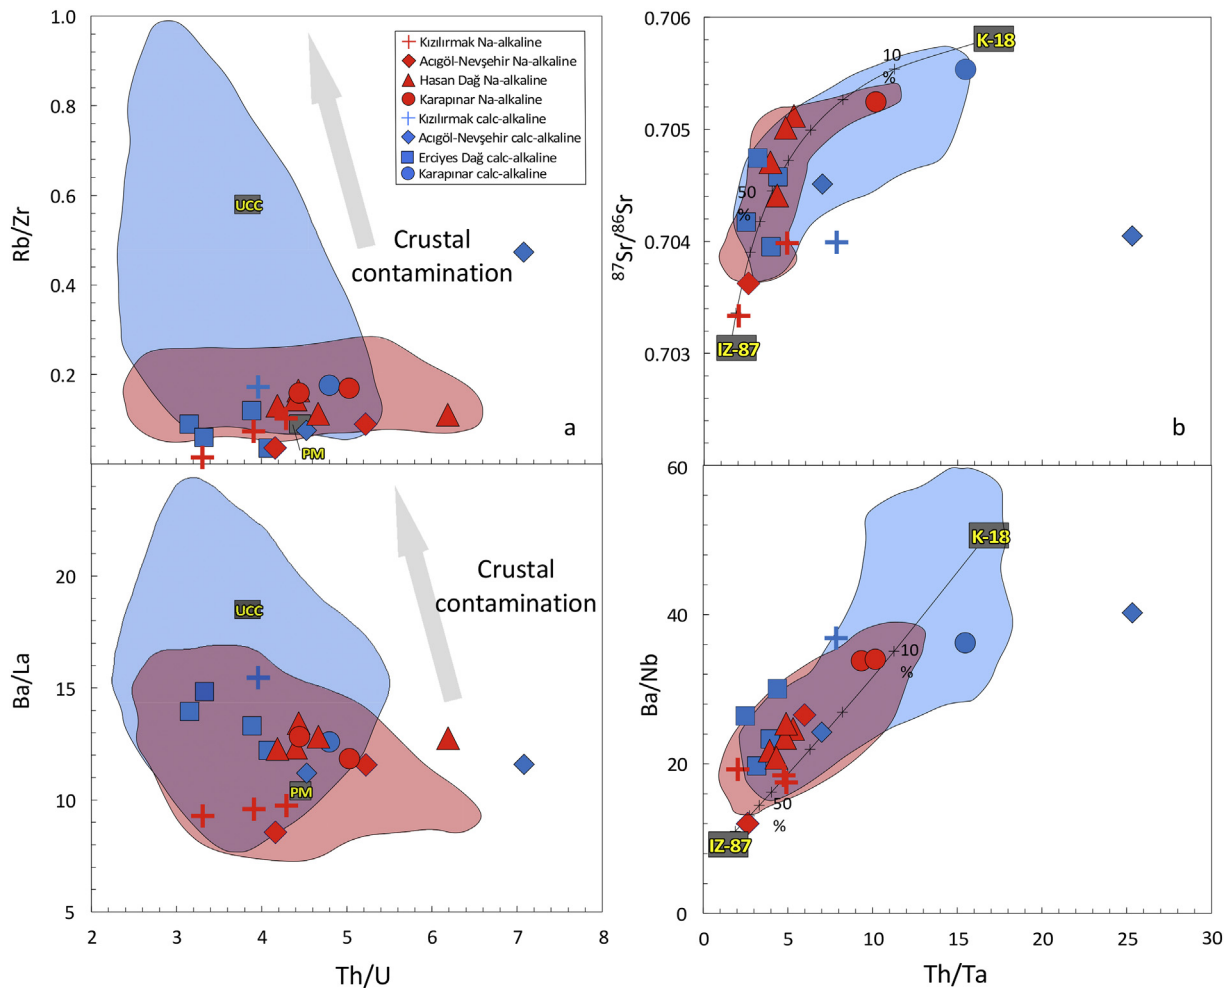 1.0
0.8
0.6
0.4
0.2
Rb/Zr
Kızılırmak Na-alkaline
Acıgöl-Nevşehir Na-alkaline
Hasan Dağ Na-alkaline
Karapınar Na-alkaline
Kızılırmak calc-alkaline
Acıgöl-Nevşehir calc-alkaline
Erciyes Dağ calc-alkaline
Karapınar calc-alkaline
UCC
Crustal
contamination
PM
a
0.706
0.705
0.704
0.703
87Sr/86Sr
K-18
10
%
50
%
IZ-87
b
20
15
10
5
Ba/La
UCC
Crustal
contamination
PM
2
3
4
5
6
7
8
Th/U
60
40
20
0
Ba/Nb
K-18
10
%
50
%
IZ-87
0
5
10
15
20
25
30
Th/Ta